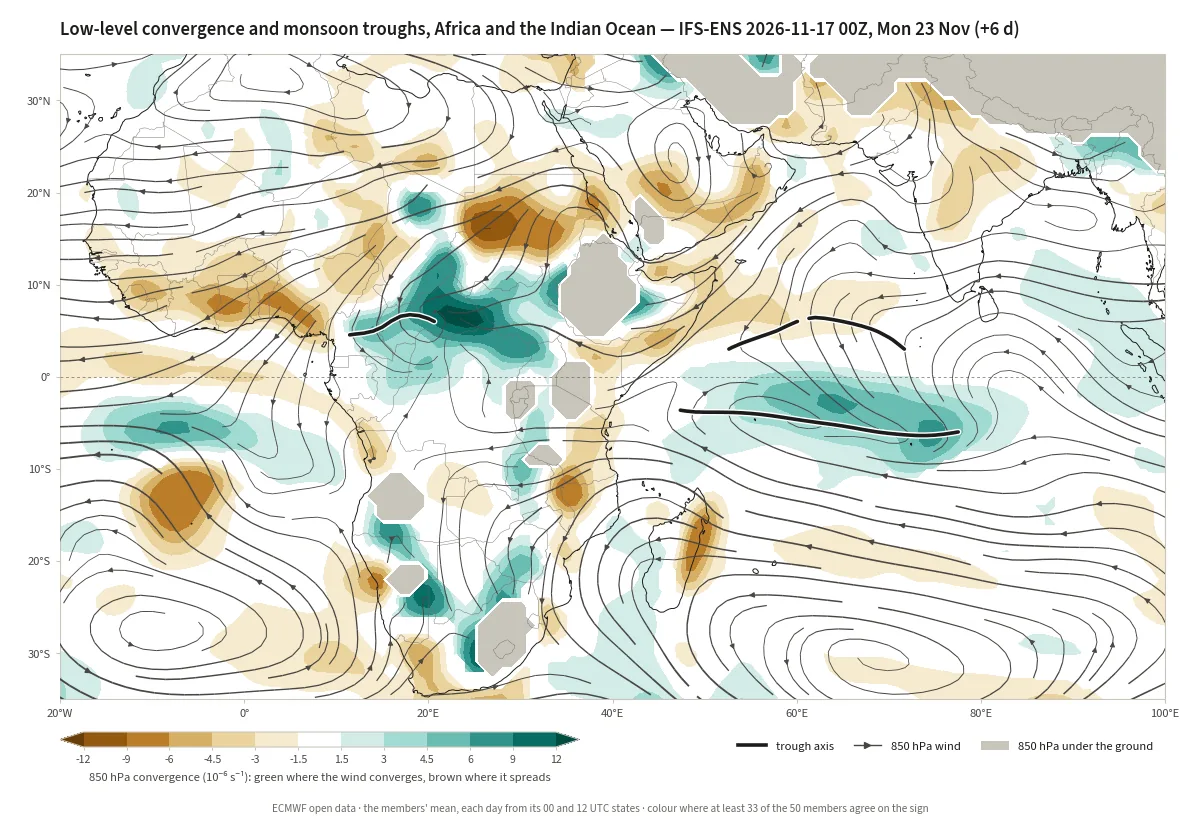 Low-level convergence and monsoon troughs, Africa and the Indian Ocean — IFS-ENS 2026-11-17 00Z, Mon 23 Nov (+6 d)
30°N
20°N
10°N
0°
10°S
20°S
30°S
20°W 0° 20°E 40°E 60°E 80°E 100°E
-12 -9 -6 -4.5 -3 -1.5 1.5 3 4.5 6 9 12
850 hPa convergence (10⁻⁶ s⁻¹): green where the wind converges, brown where it spreads
trough axis 850 hPa wind 850 hPa under the ground
ECMWF open data · the members' mean, each day from its 00 and 12 UTC states · colour where at least 33 of the 50 members agree on the sign